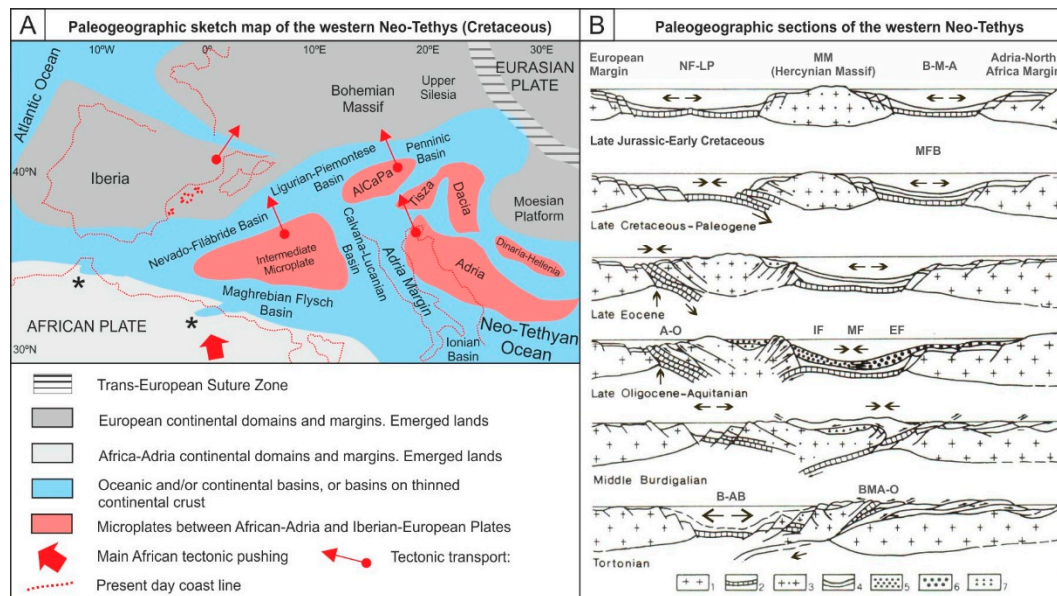 A
Paleogeographic sketch map of the western Neo-Tethys (Cretaceous)
10ºW
0º
10ºE
20ºE
30ºE
Atlantic Ocean
EURASIAN
PLATE
Upper
Silesia
Bohemian
Massif
Penninic
Basin
Ligurian-Piemontese
Basin
40ºN
Iberia
AlCaPa
Tisza
Dacia
Moesian
Platform
Nevado-Filábride Basin
Intermediate
Microplate
Calvana-Lucanian
Basin
Adria Margin
Adria
Dinaria-Hellenia
Maghrebian Flysch
Basin
*
*
AFRICAN PLATE
30ºN
Ionian
Basin
Neo-Tethyan
Ocean
Trans-European Suture Zone
European continental domains and margins. Emerged lands
Africa-Adria continental domains and margins. Emerged lands
Oceanic and/or continental basins, or basins on thinned
continental crust
Microplates between African-Adria and Iberian-European Plates
Main African tectonic pushing
Tectonic transport:
Present day coast line
B
Paleogeographic sections of the western Neo-Tethys
European
Margin
NF-LP
MM
(Hercynian Massif)
B-M-A
Adria-North
Africa Margin
Late Jurassic-Early Cretaceous
MFB
Late Cretaceous-Paleogene
Late Eocene
A-O
IF
MF
EF
Late Oligocene-Aquitanian
Middle Burdigalian
B-AB
BMA-O
Tortonian
1
2
3
4
5
6
7